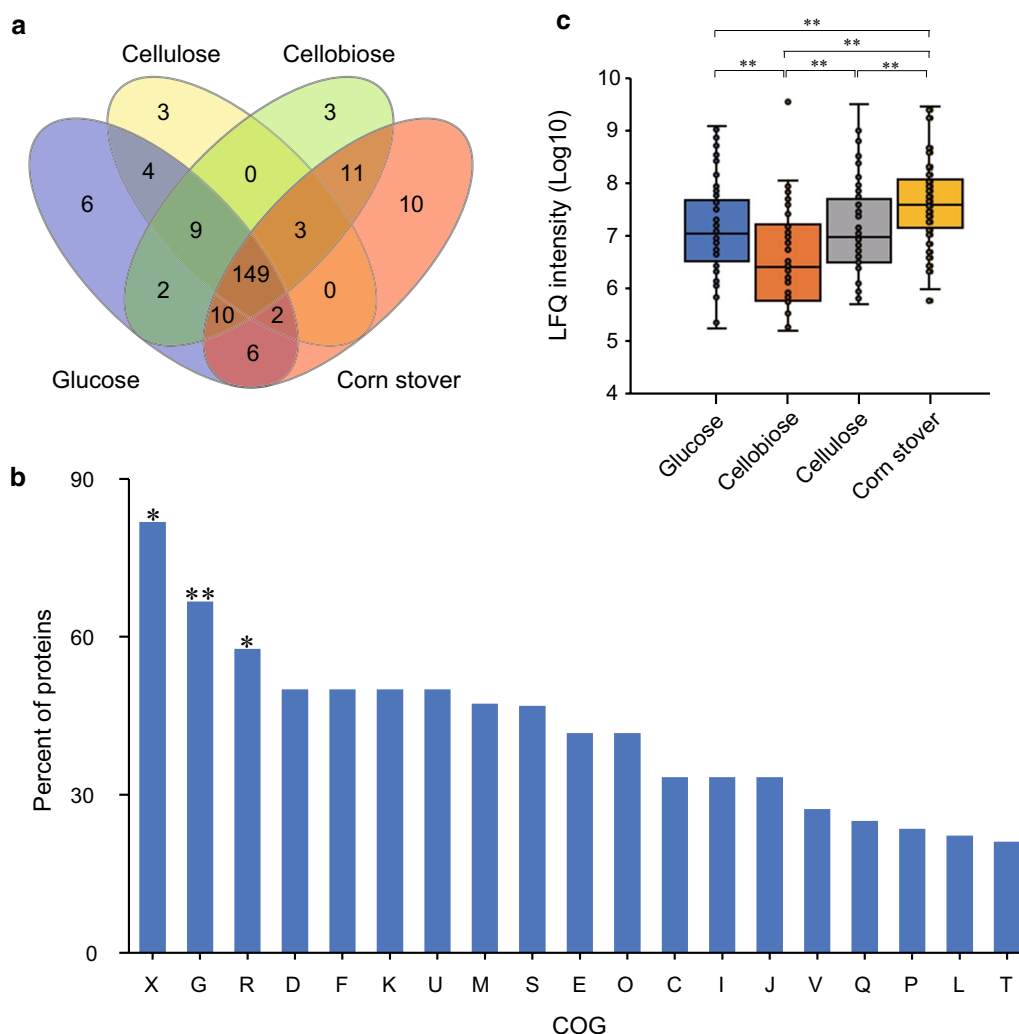 a
Cellulose
Cellobiose
3
3
4
0
11
6
9
3
10
149
2
0
10
2
6
Glucose
Corn stover
c
**
**
** ** **
LFQ intensity (Log10)
10
9
8
7
6
5
4
Glucose
Cellobiose
Cellulose
Corn stover
b
Percent of proteins
90
60
30
0
*
**
*
X G R D F K U M S E O C I J V Q P L T
COG